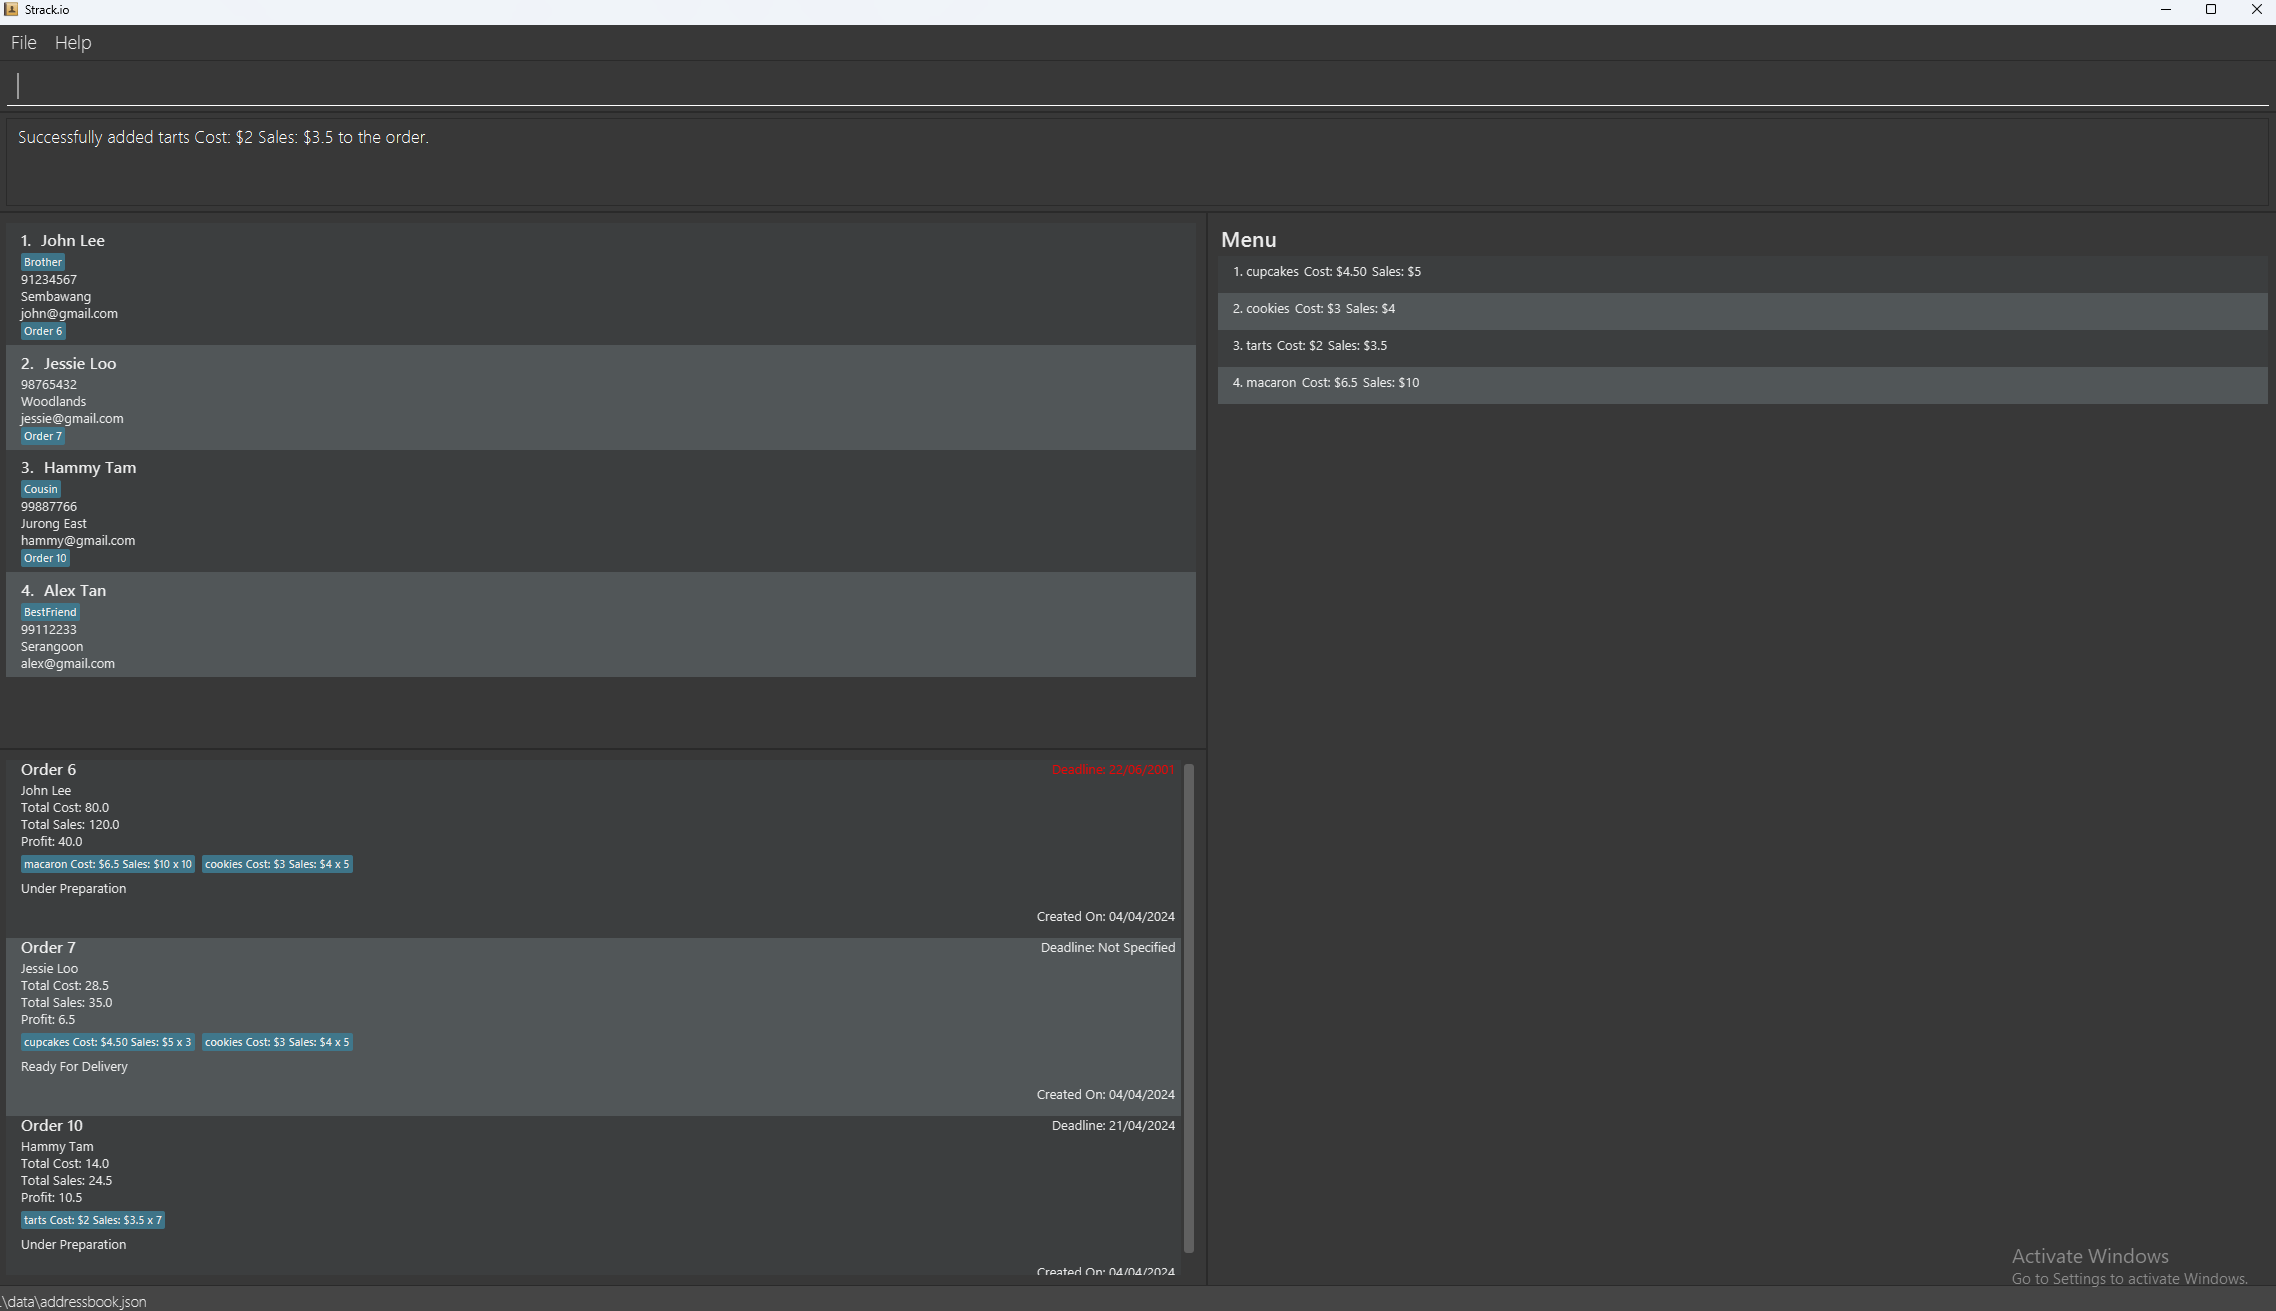 Strack.io
File Help
Successfully added tarts Cost: $2 Sales: $3.5 to the order.
1. John Lee
Brother
91234567
Sembawang
john@gmail.com
Order 6
2. Jessie Loo
98765432
Woodlands
jessie@gmail.com
Order 7
3. Hammy Tam
Cousin
99887766
Jurong East
hammy@gmail.com
Order 10
4. Alex Tan
BestFriend
99112233
Serangoon
alex@gmail.com
Menu
1. cupcakes Cost: $4.50 Sales: $5
2. cookies Cost: $3 Sales: $4
3. tarts Cost: $2 Sales: $3.5
4. macaron Cost: $6.5 Sales: $10
Order 6 Deadline: 22/06/2001
John Lee
Total Cost: 80.0
Total Sales: 120.0
Profit: 40.0
macaron Cost: $6.5 Sales: $10 x 10 cookies Cost: $3 Sales: $4 x 5
Under Preparation
Created On: 04/04/2024
Order 7 Deadline: Not Specified
Jessie Loo
Total Cost: 28.5
Total Sales: 35.0
Profit: 6.5
cupcakes Cost: $4.50 Sales: $5 x 3 cookies Cost: $3 Sales: $4 x 5
Ready For Delivery
Created On: 04/04/2024
Order 10 Deadline: 21/04/2024
Hammy Tam
Total Cost: 14.0
Total Sales: 24.5
Profit: 10.5
tarts Cost: $2 Sales: $3.5 x 7
Under Preparation
Created On: 04/04/2024
Activate Windows
Go to Settings to activate Windows.
.\data\addressbook.json